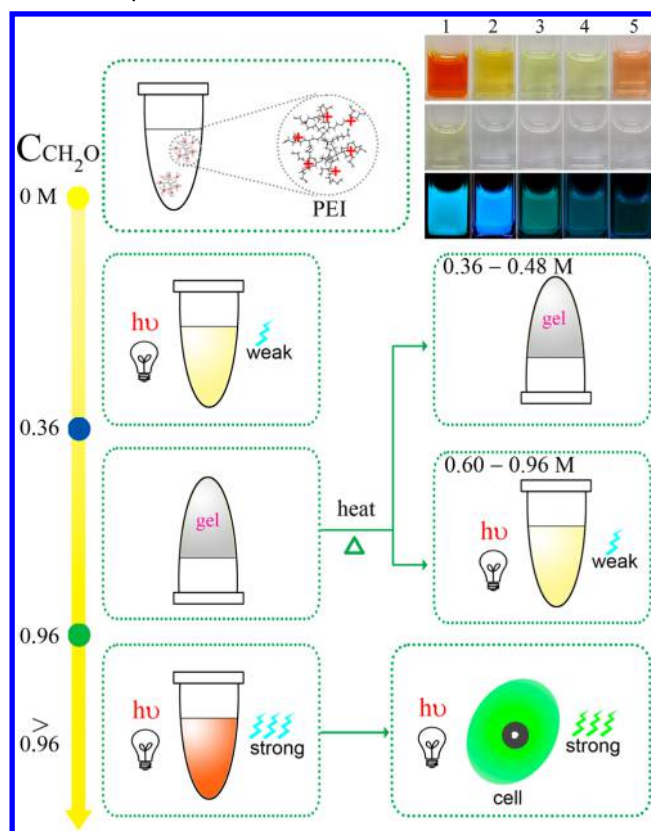 1 2 3 4 5
CCH2O
0 M
PEI
0.36 – 0.48 M
hυ
weak
gel
0.36
0.60 – 0.96 M
gel
heat
hυ
weak
0.96
hυ
strong
hυ
strong
>
0.96
cell